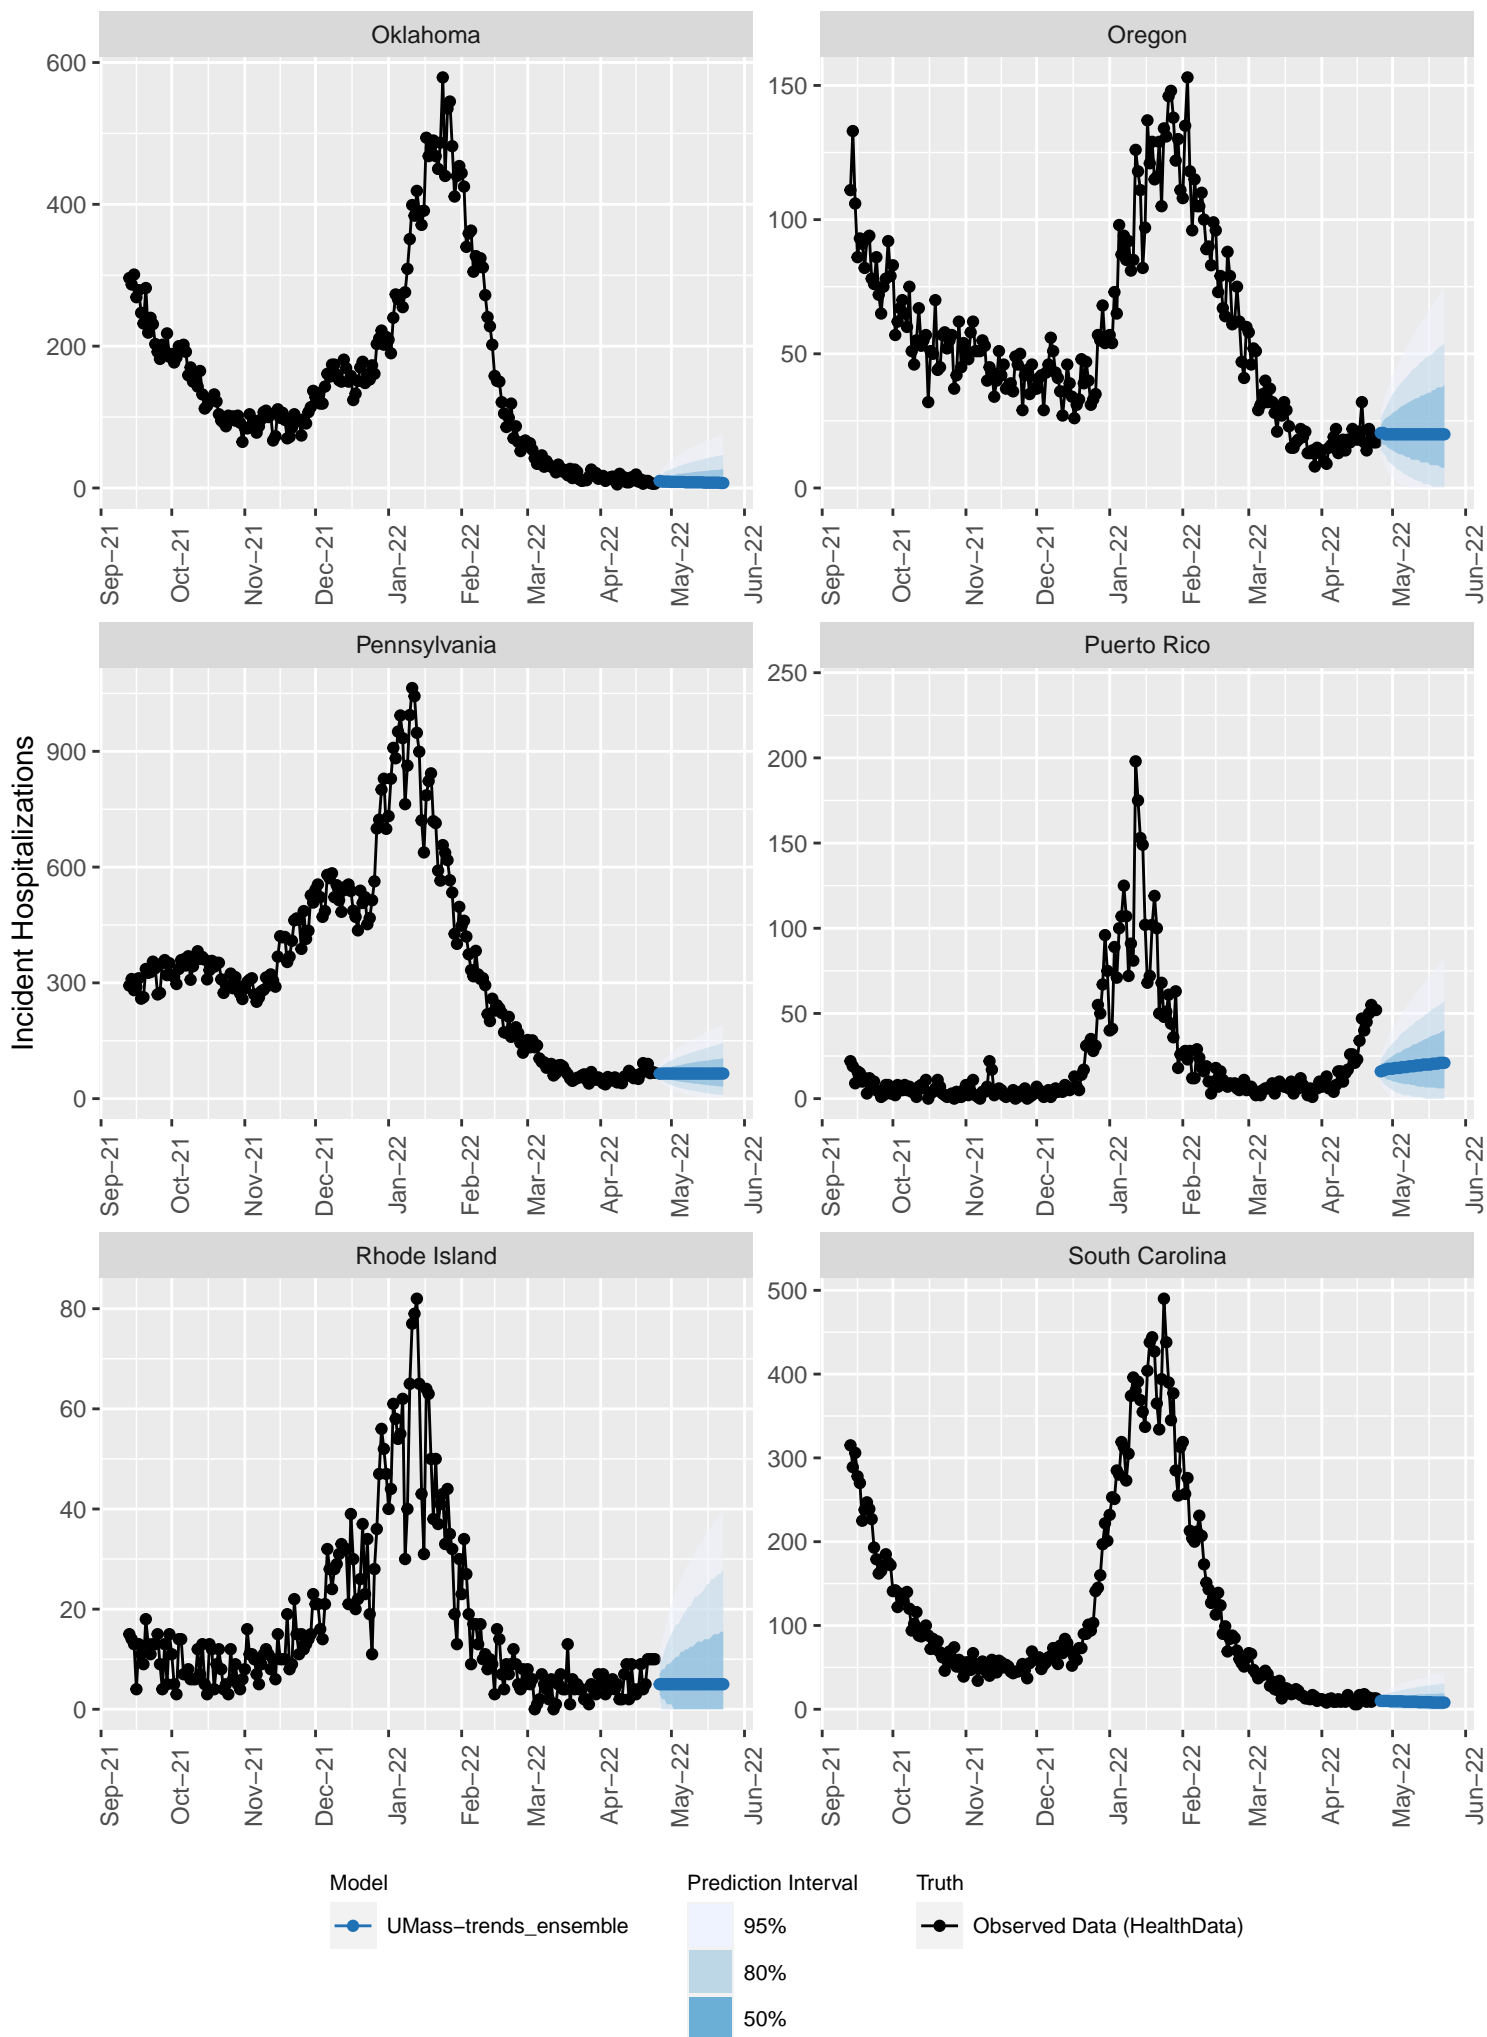 Oklahoma
Oregon
600
400
200
0
150
100
50
0
Sep−21
Oct−21
Nov−21
Dec−21
Jan−22
Feb−22
Mar−22
Apr−22
May−22
Jun−22
Sep−21
Oct−21
Nov−21
Dec−21
Jan−22
Feb−22
Mar−22
Apr−22
May−22
Jun−22
Pennsylvania
Puerto Rico
Incident Hospitalizations
900
600
300
0
250
200
150
100
50
0
Sep−21
Oct−21
Nov−21
Dec−21
Jan−22
Feb−22
Mar−22
Apr−22
May−22
Jun−22
Sep−21
Oct−21
Nov−21
Dec−21
Jan−22
Feb−22
Mar−22
Apr−22
May−22
Jun−22
Rhode Island
South Carolina
80
60
40
20
0
500
400
300
200
100
0
Sep−21
Oct−21
Nov−21
Dec−21
Jan−22
Feb−22
Mar−22
Apr−22
May−22
Jun−22
Sep−21
Oct−21
Nov−21
Dec−21
Jan−22
Feb−22
Mar−22
Apr−22
May−22
Jun−22
Model
UMass−trends_ensemble
Prediction Interval
95%
80%
50%
Truth
Observed Data (HealthData)